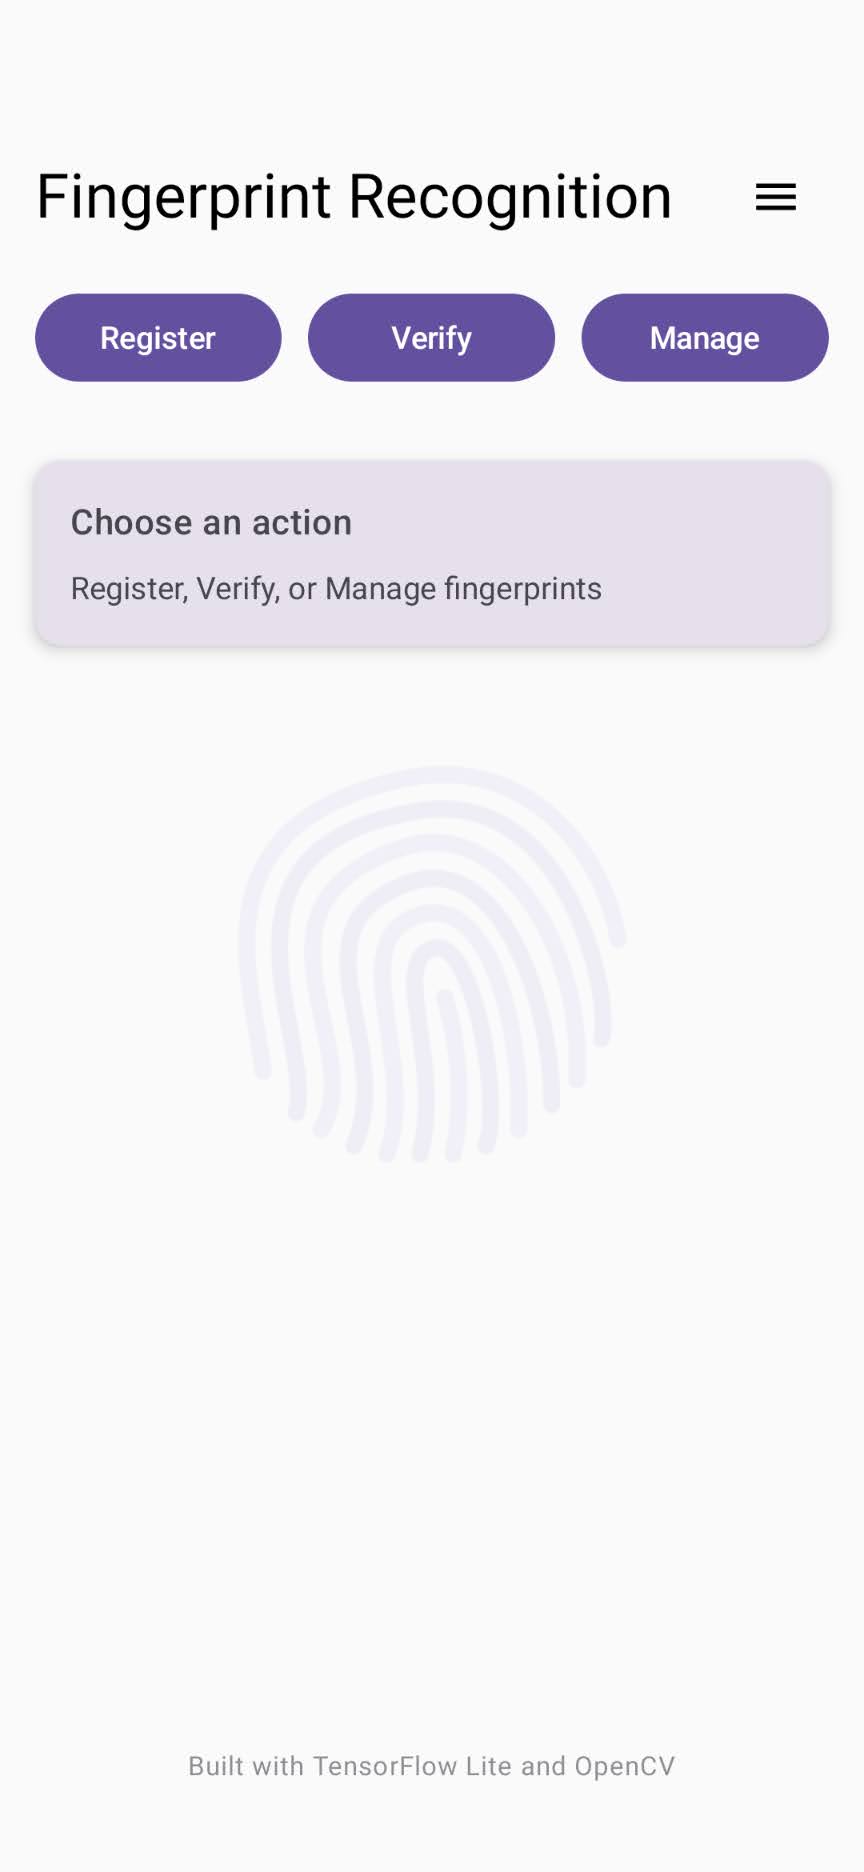 Fingerprint Recognition
Register
Verify
Manage
Choose an action
Register, Verify, or Manage fingerprints
Built with TensorFlow Lite and OpenCV